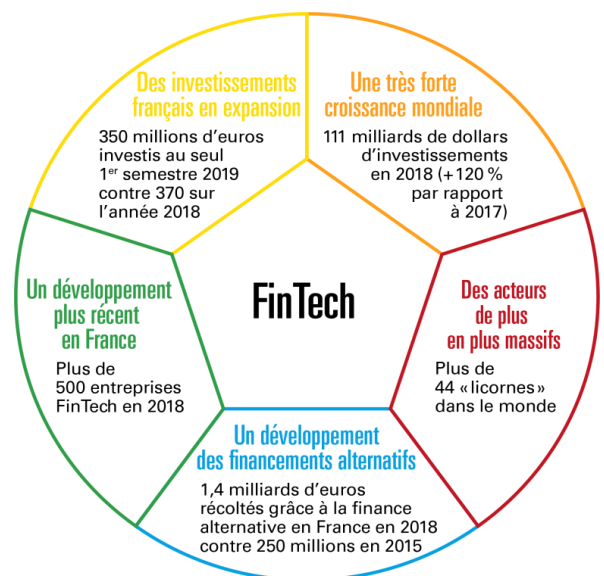 Des investissements
français en expansion
350 millions d'euros
investis au seul
1er semestre 2019
contre 370 sur
l'année 2018
Une très forte
croissance mondiale
111 milliards de dollars
d'investissements
en 2018 (+ 120 %
par rapport
à 2017)
Un développement
plus récent
en France
Plus de
500 entreprises
FinTech en 2018
FinTech
Des acteurs
de plus
en plus massifs
Plus de
44 « licornes »
dans le monde
Un développement
des financements alternatifs
1,4 milliards d'euros
récoltés grâce à la finance
alternative en France en 2018
contre 250 millions en 2015